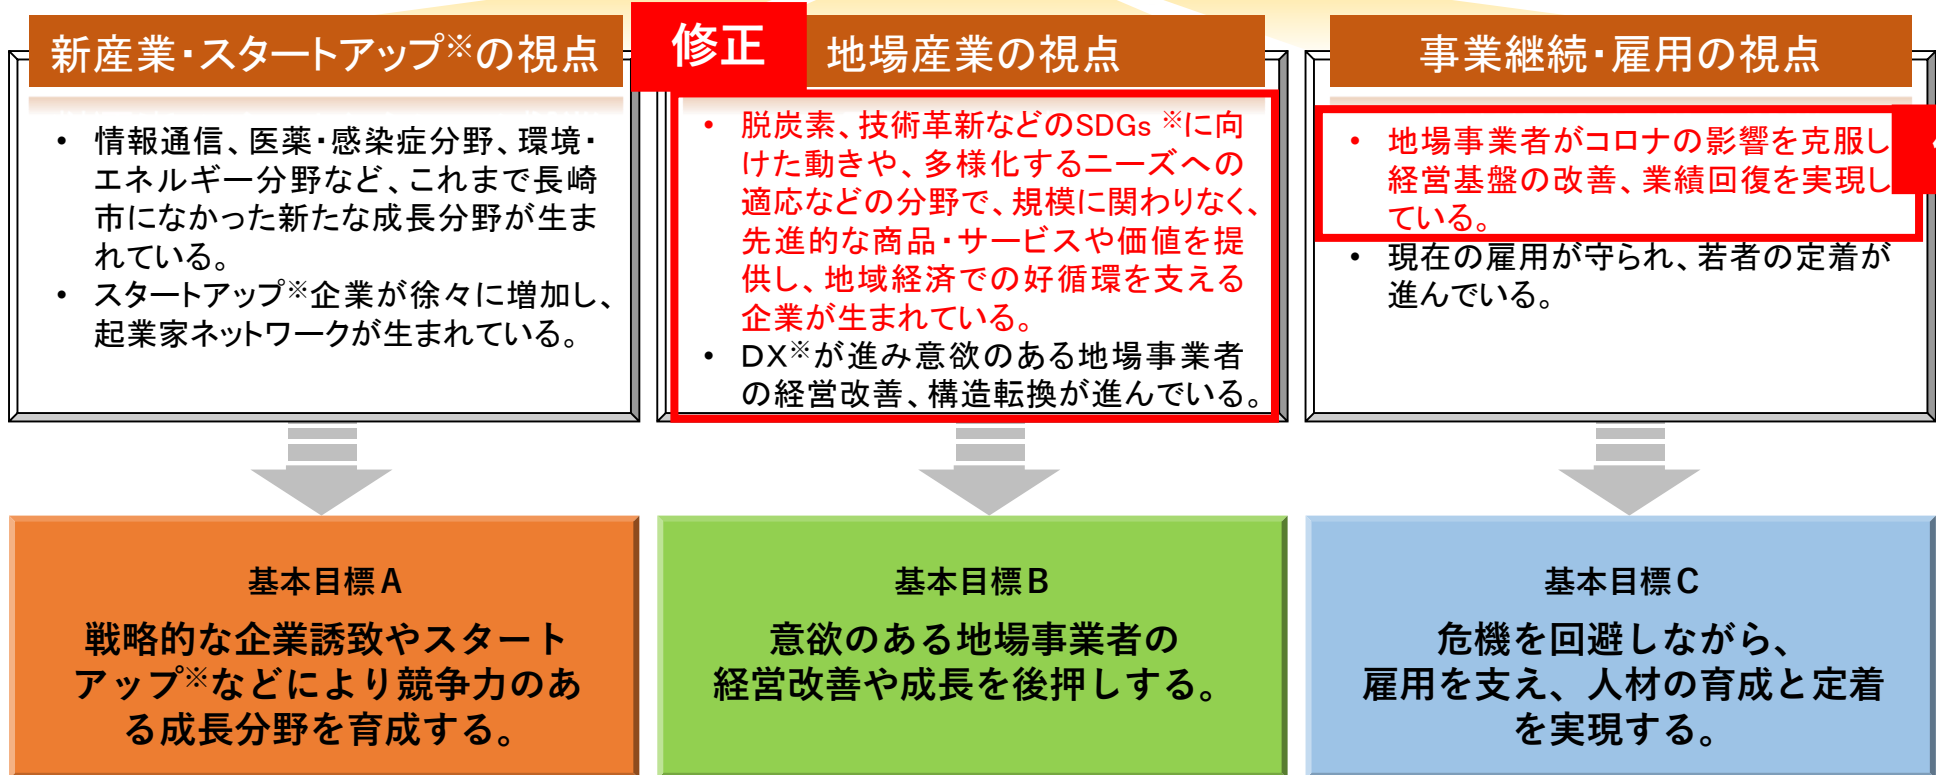 新産業・スタートアップ※の視点
・ 情報通信、医薬・感染症分野、環境・
エネルギー分野など、これまで長崎
市になかった新たな成長分野が生ま
れている。
・ スタートアップ※企業が徐々に増加し、
起業家ネットワークが生まれている。
修正
地場産業の視点
・ 脱炭素、技術革新などのSDGs ※に向
けた動きや、多様化するニーズへの
適応などの分野で、規模に関わりなく、
先進的な商品・サービスや価値を提
供し、地域経済での好循環を支える
企業が生まれている。
・ DX※が進み意欲のある地場事業者
の経営改善、構造転換が進んでいる。
事業継続・雇用の視点
・ 地場事業者がコロナの影響を克服し
経営基盤の改善、業績回復を実現し
ている。
・ 現在の雇用が守られ、若者の定着が
進んでいる。
基本目標A
戦略的な企業誘致やスタート
アップ※などにより競争力のあ
る成長分野を育成する。
基本目標B
意欲のある地場事業者の
経営改善や成長を後押しする。
基本目標C
危機を回避しながら、
雇用を支え、人材の育成と定着
を実現する。